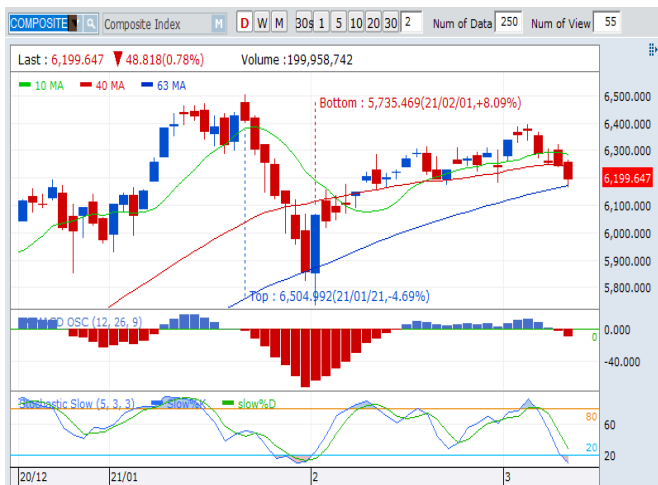 COMPOSITE Composite Index M D W M 30s 1 5 10 20 30 2 Num of Data 250 Num of View 55
Last : 6,199.647 ▼ 48.818(0.78%) Volume :199,958,742
10 MA 40 MA 63 MA
Bottom : 5,735.469(21/02/01,+8.09%)
6,500.000
6,400.000
6,300.000
6,199.647
6,100.000
6,000.000
5,900.000
5,800.000
Top : 6,504.992(21/01/21,-4.69%)
MACD OSC (12, 26, 9)
0.000
0
-40.000
Stochastic Slow (5, 3, 3) Slow%K slow%D
80
60
20
20
20/12 21/01 2 3